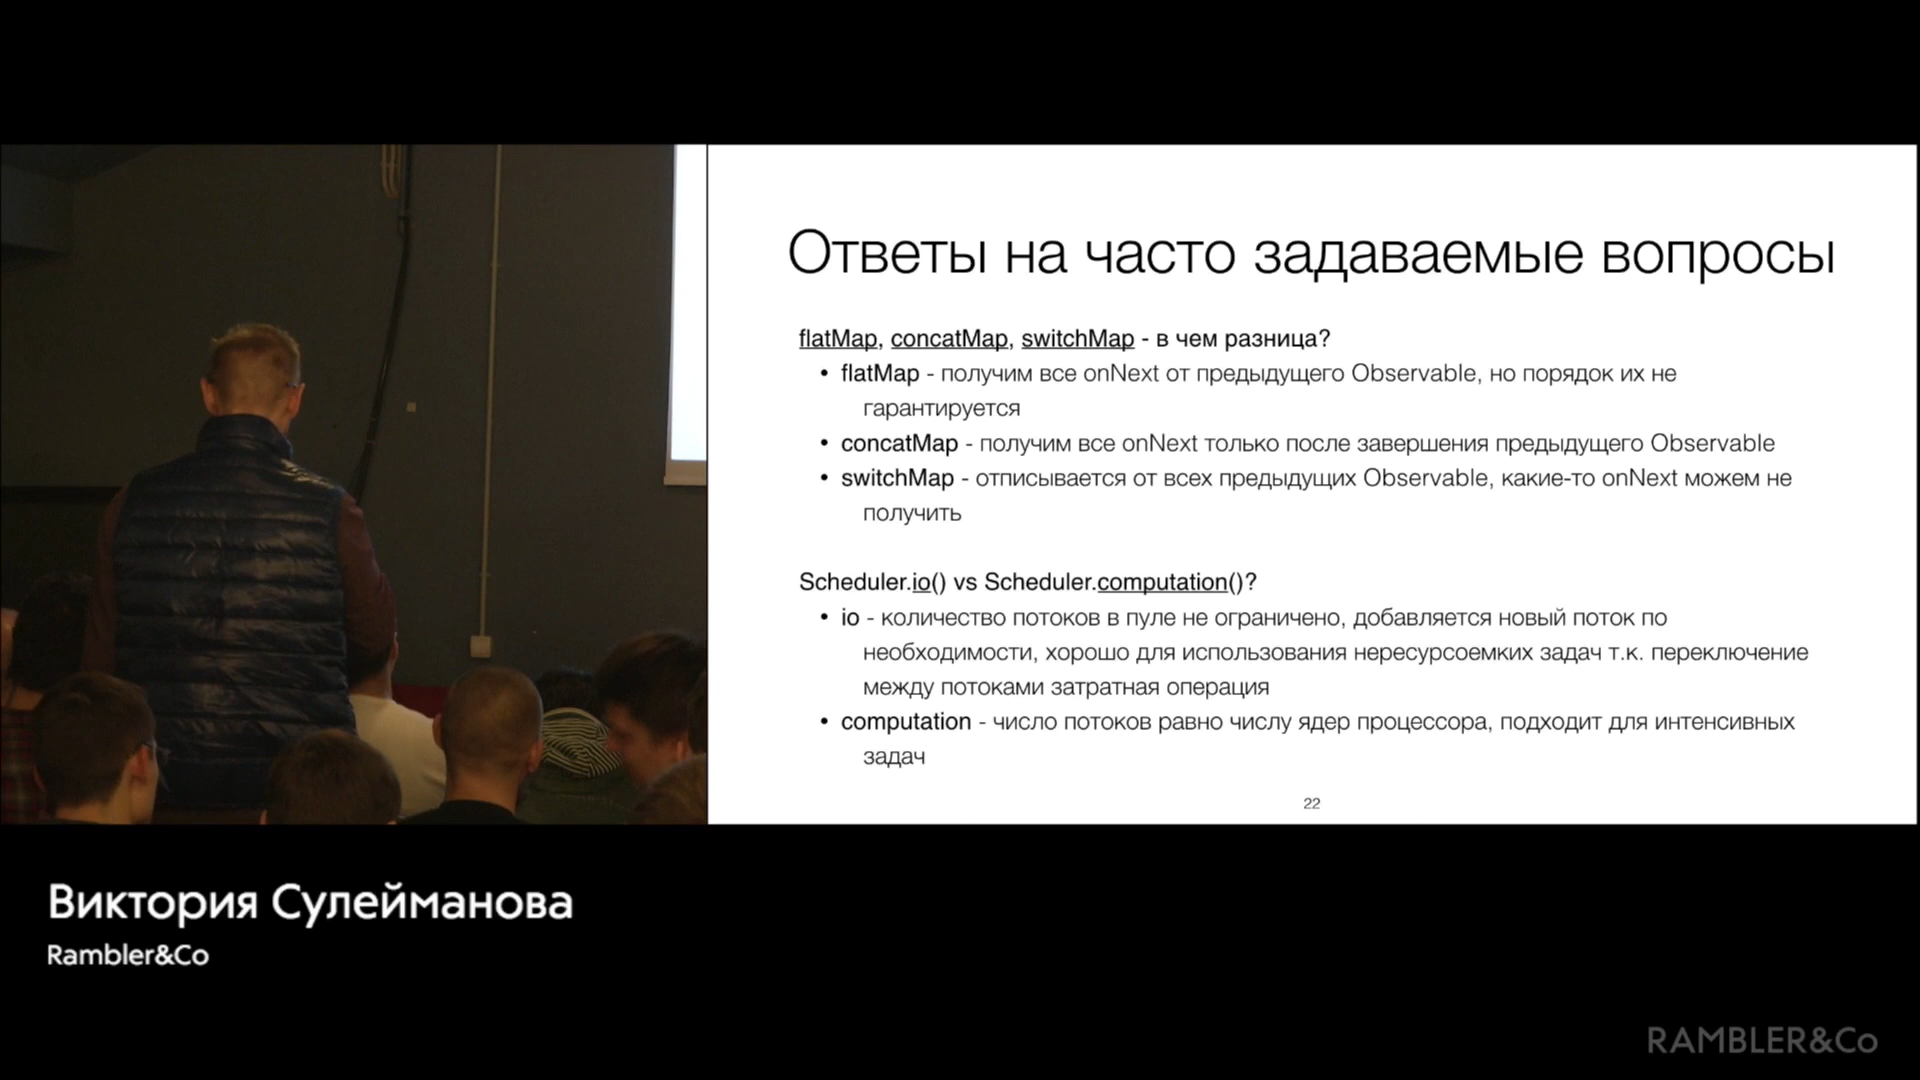 Ответы на часто задаваемые вопросы
flatMap, concatMap, switchMap - в чем разница?
• flatMap - получим все onNext от предыдущего Observable, но порядок их не
гарантируется
• concatMap - получим все onNext только после завершения предыдущего Observable
• switchMap - отписывается от всех предыдущих Observable, какие-то onNext можем не
получить
Scheduler.io() vs Scheduler.computation()?
• io - количество потоков в пуле не ограничено, добавляется новый поток по
необходимости, хорошо для использования нересурсоемких задач т.к. переключение
между потоками затратная операция
• computation - число потоков равно числу ядер процессора, подходит для интенсивных
задач
22
Виктория Сулейманова
Rambler&Co
RAMBLER&Co